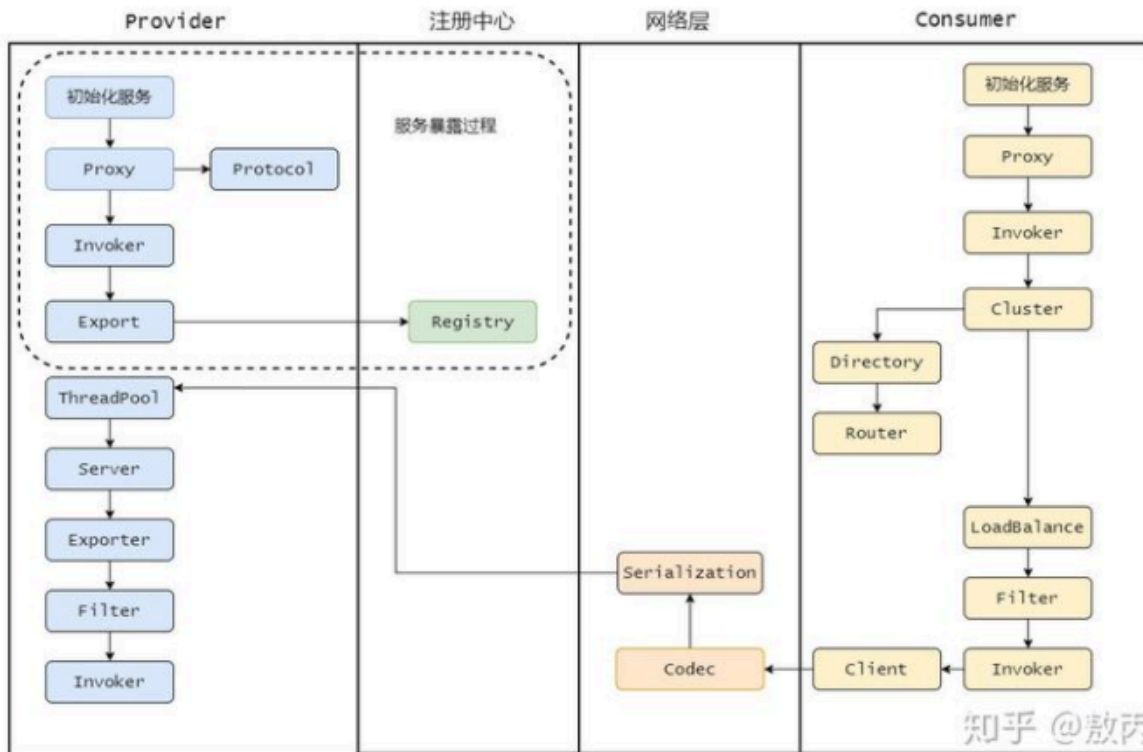 Provider
注册中心
网络层
Consumer
初始化服务
Proxy
Protocol
Invoker
Export
服务暴露过程
Registry
ThreadPool
Server
Exporter
Filter
Invoker
Serialization
Codec
初始化服务
Proxy
Invoker
Cluster
Directory
Router
LoadBalance
Filter
Invoker
Client
知乎 @敖丙